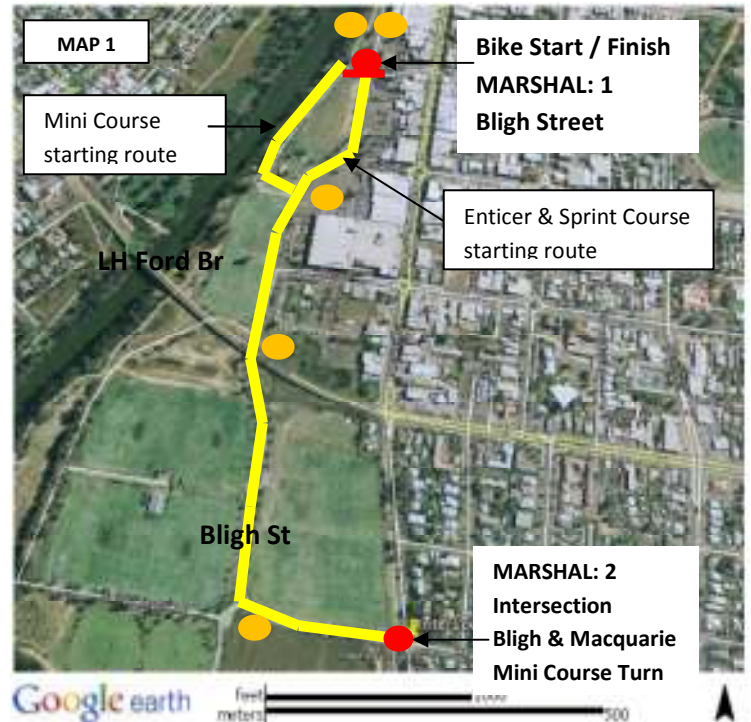 MAP 1
Bike Start / Finish
MARSHAL: 1
Bligh Street
Mini Course
starting route
Enticer & Sprint Course
starting route
LH Ford Br
Bligh St
MARSHAL: 2
Intersection
Bligh & Macquarie
Mini Course Turn
Google earth
feet
meters
500